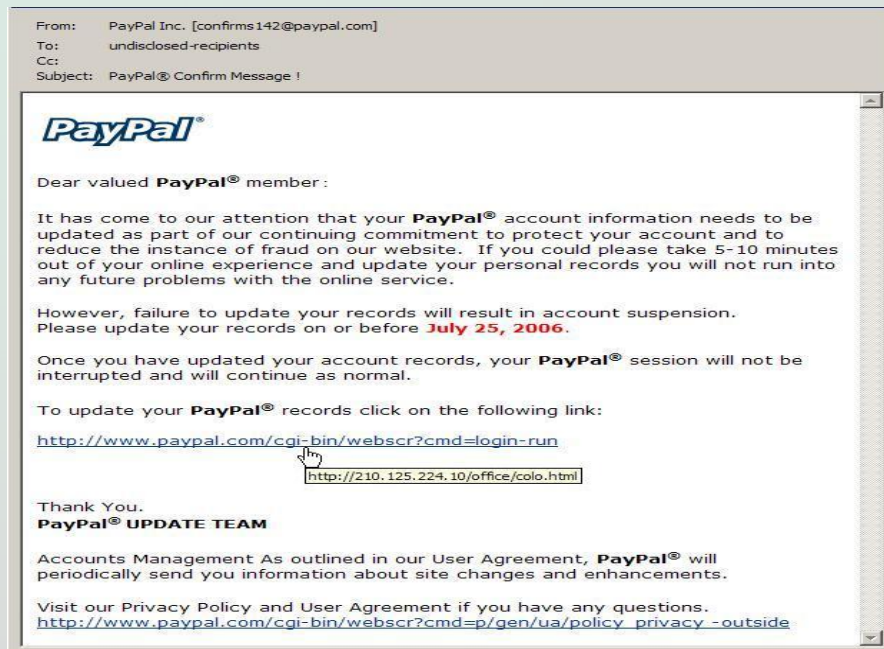 From: PayPal Inc. [confirms142@paypal.com]
To: undisclosed-recipients
Cc:
Subject: PayPal® Confirm Message !
PayPal®
Dear valued PayPal® member:
It has come to our attention that your PayPal® account information needs to be
updated as part of our continuing commitment to protect your account and to
reduce the instance of fraud on our website. If you could please take 5-10 minutes
out of your online experience and update your personal records you will not run into
any future problems with the online service.
However, failure to update your records will result in account suspension.
Please update your records on or before July 25, 2006.
Once you have updated your account records, your PayPal® session will not be
interrupted and will continue as normal.
To update your PayPal® records click on the following link:
http://www.paypal.com/cgi-bin/webscr?cmd=login-run
http://210.125.224.10/office/colo.html
Thank You.
PayPal® UPDATE TEAM
Accounts Management As outlined in our User Agreement, PayPal® will
periodically send you information about site changes and enhancements.
Visit our Privacy Policy and User Agreement if you have any questions.
http://www.paypal.com/cgi-bin/webscr?cmd=p/gen/ua/policy_privacy-outside